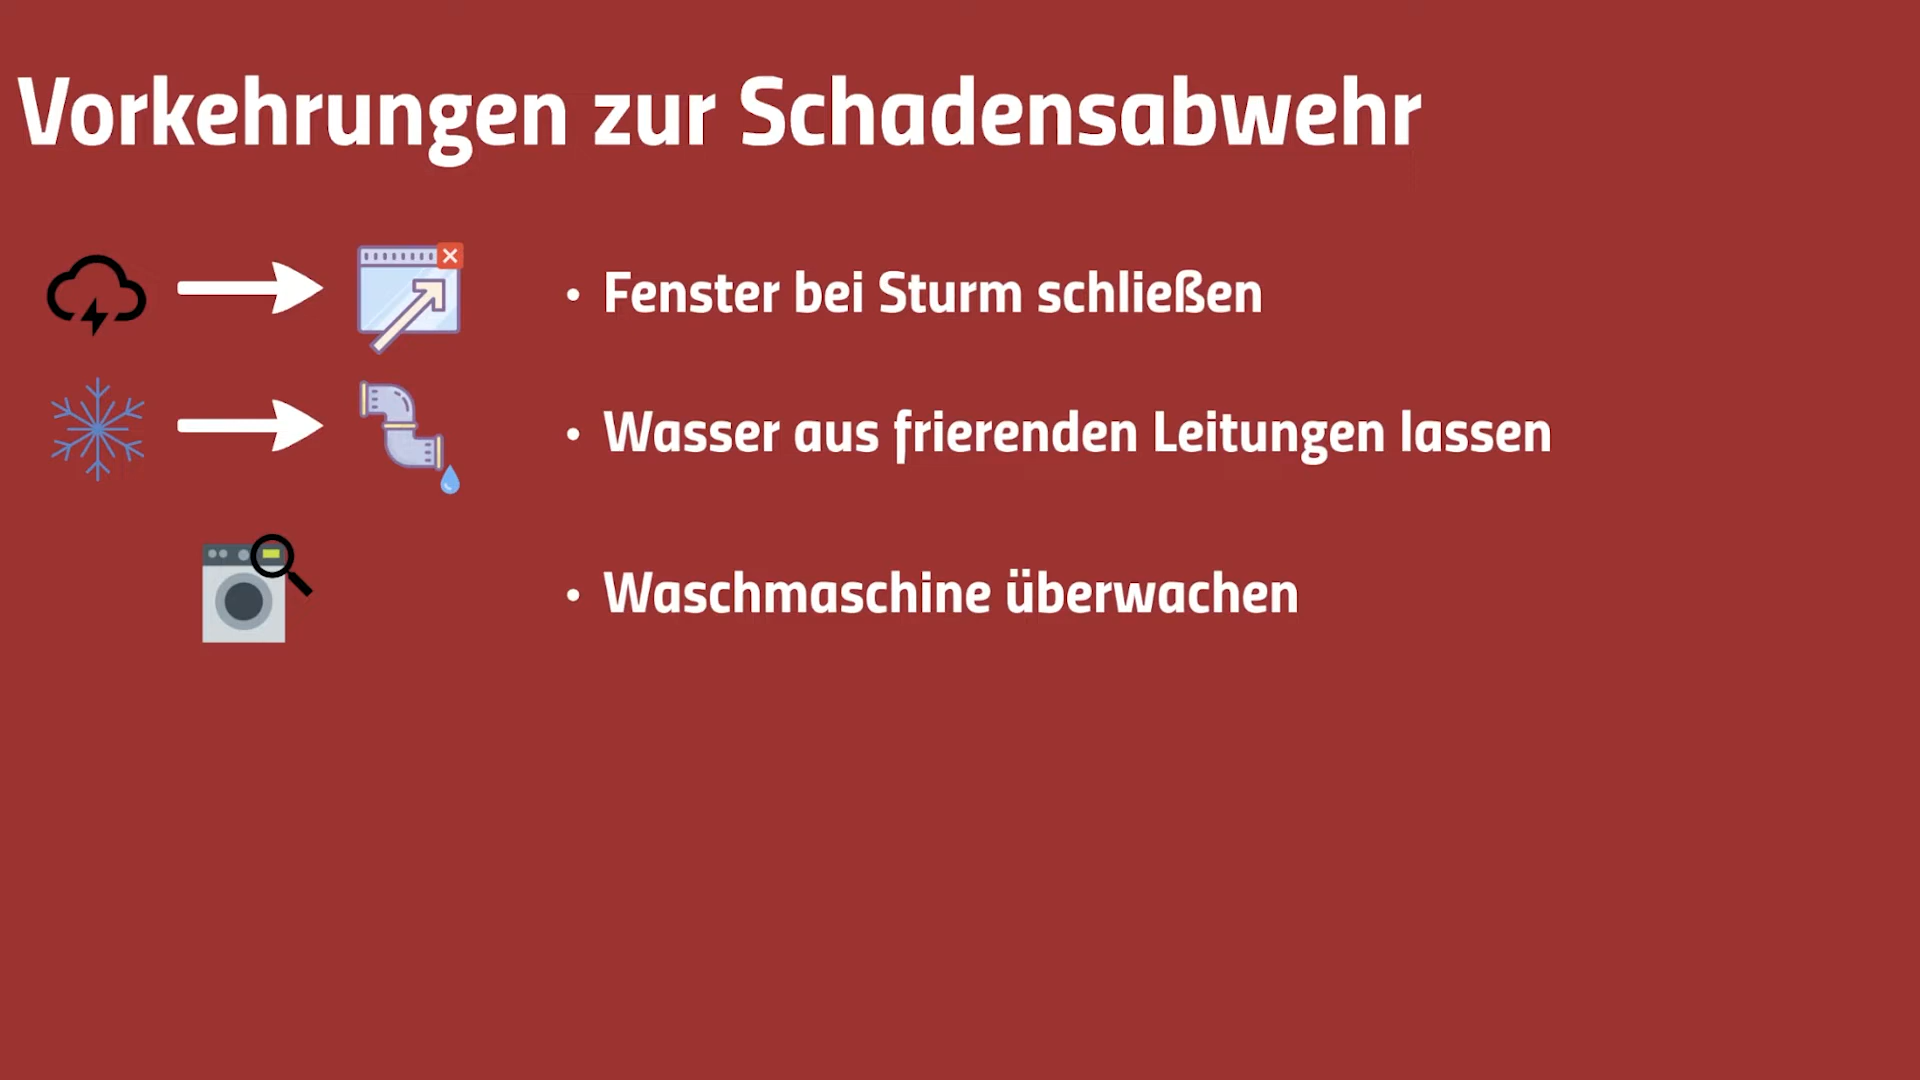 Vorkehrungen zur Schadensabwehr
• Fenster bei Sturm schließen
• Wasser aus frierenden Leitungen lassen
• Waschmaschine überwachen